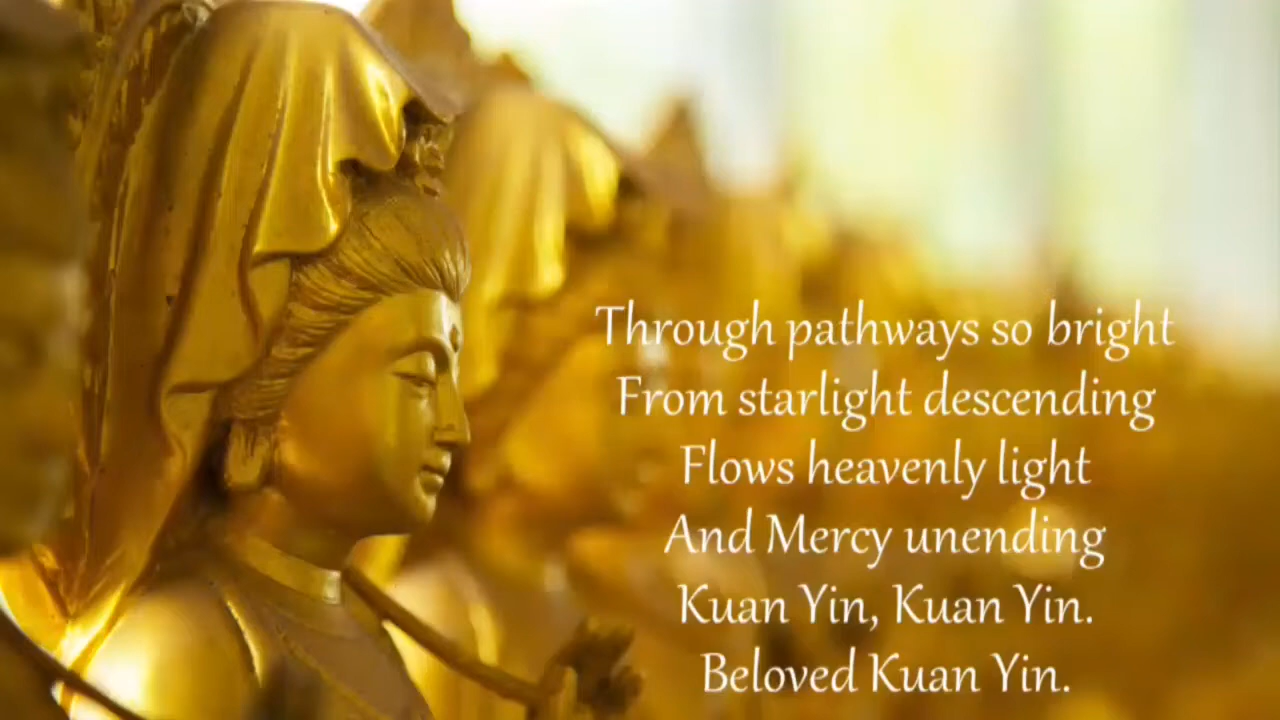 Through pathways so bright
From starlight descending
Flows heavenly light
And Mercy unending
Kuan Yin, Kuan Yin.
Beloved Kuan Yin.